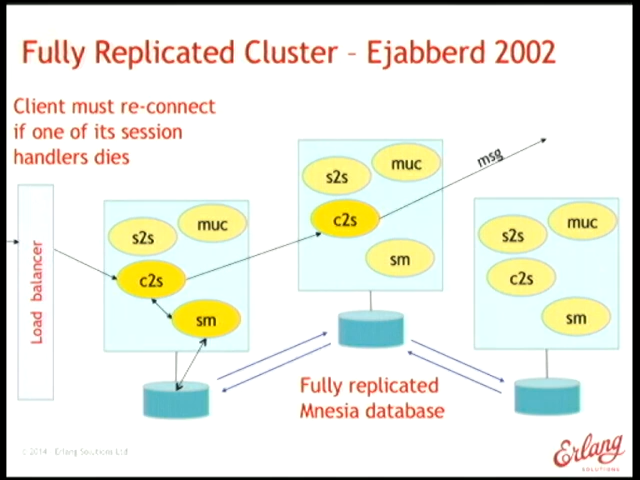 Fully Replicated Cluster – Ejabberd 2002
Client must re-connect
if one of its session
handlers dies
Load balancer
s2s
muc
c2s
sm
s2s
muc
c2s
sm
msg
s2s
muc
c2s
sm
Fully replicated
Mnesia database
© 2014 Erlang Solutions Ltd
Erlang
SOLUTIONS